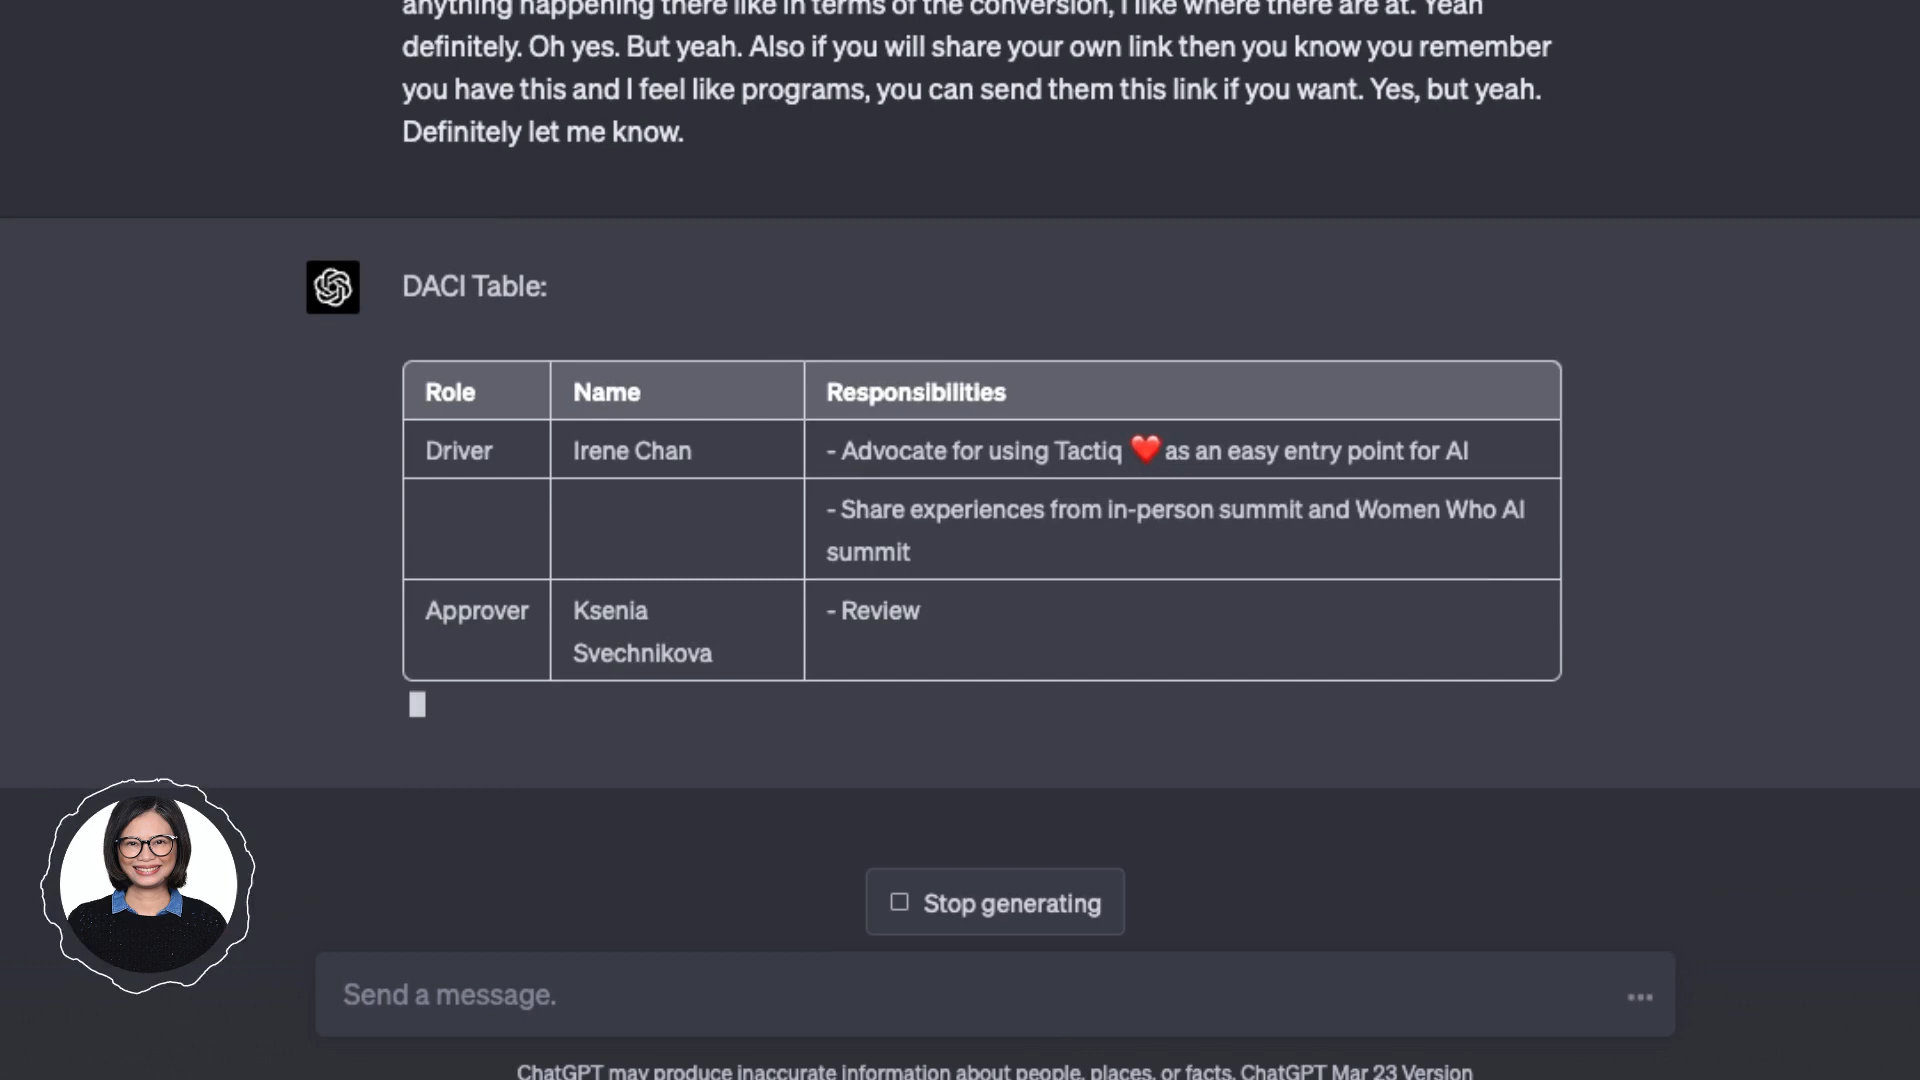 anything happening there like in terms of the conversion, I like where there are at. Yeah
definitely. Oh yes. But yeah. Also if you will share your own link then you know you remember
you have this and I feel like programs, you can send them this link if you want. Yes, but yeah.
Definitely let me know.
DACI Table:
Role Name Responsibilities
Driver Irene Chan - Advocate for using Tactiq ❤️ as an easy entry point for AI
- Share experiences from in-person summit and Women Who AI
summit
Approver Ksenia - Review
Svechnikova
Stop generating
Send a message.
ChatGPT may produce inaccurate information about people, places, or facts. ChatGPT Mar 23 Version